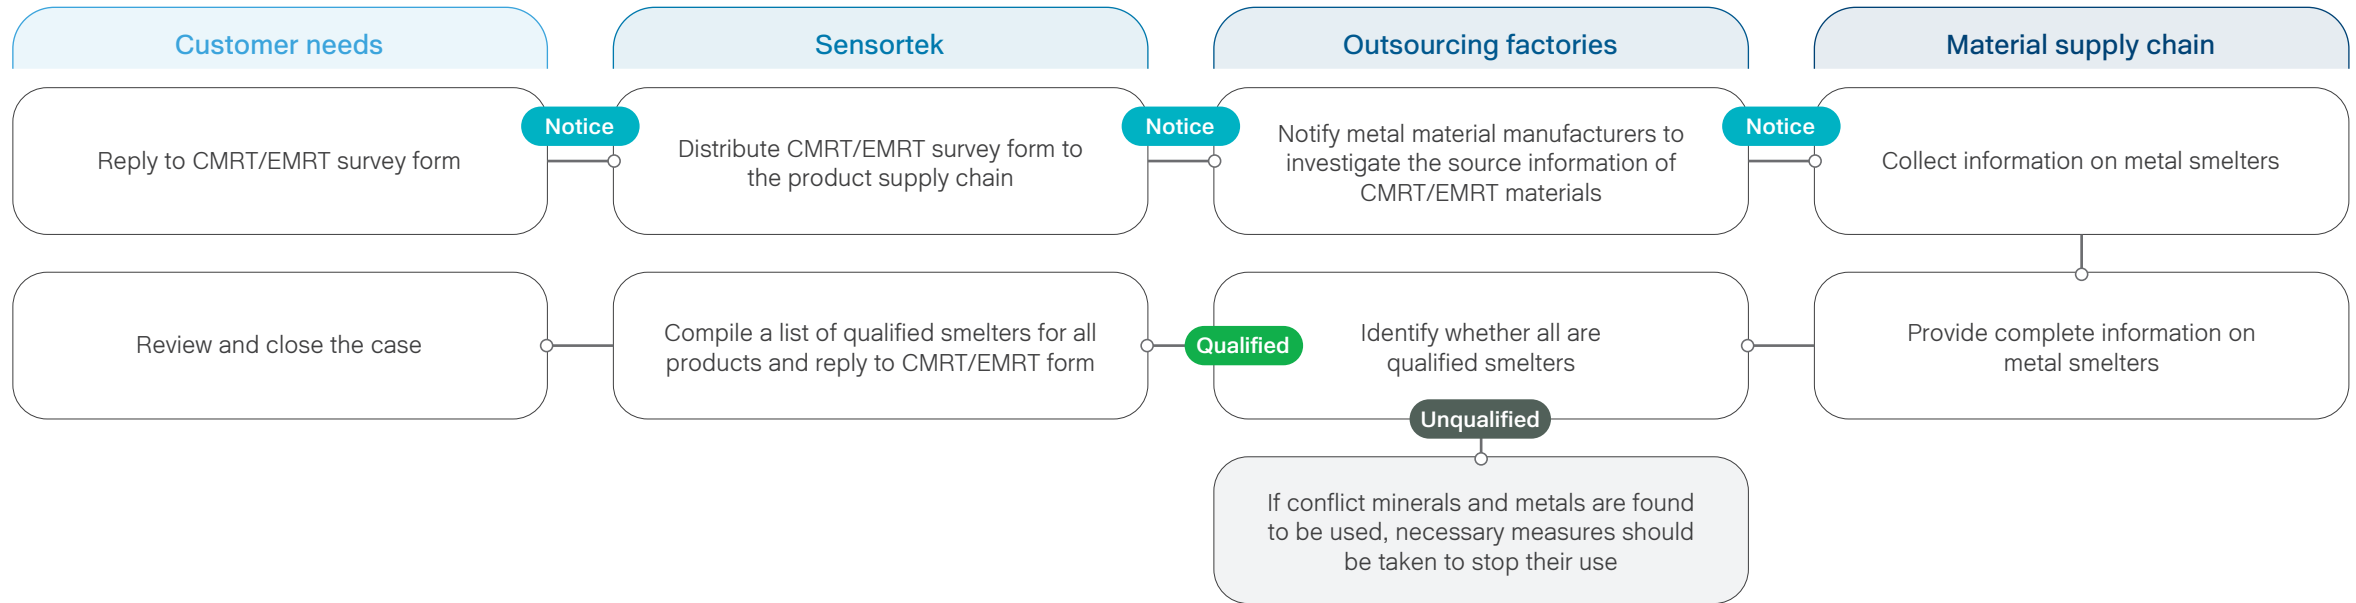 Customer needs
Sensortek
Outsourcing factories
Material supply chain
Reply to CMRT/EMRT survey form
Notice
Distribute CMRT/EMRT survey form to
the product supply chain
Notice
Notify metal material manufacturers to
investigate the source information of
CMRT/EMRT materials
Notice
Collect information on metal smelters
Review and close the case
Compile a list of qualified smelters for all
products and reply to CMRT/EMRT form
Qualified
Identify whether all are
qualified smelters
Provide complete information on
metal smelters
Unqualified
If conflict minerals and metals are found
to be used, necessary measures should
be taken to stop their use